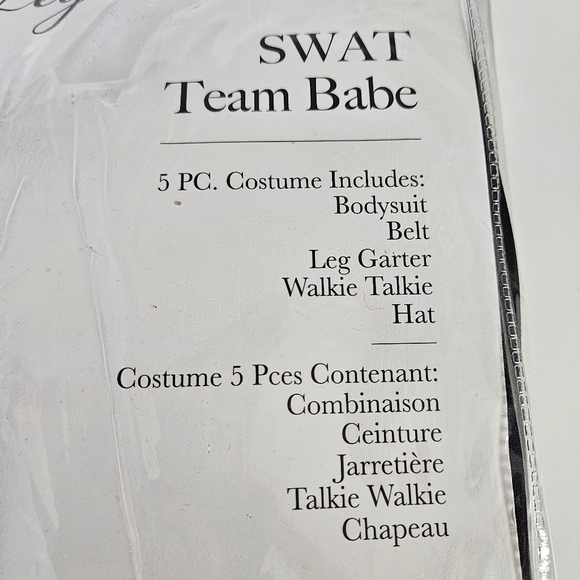 SWAT
Team Babe
5 PC. Costume Includes:
Bodysuit
Belt
Leg Garter
Walkie Talkie
Hat
Costume 5 Pces Contenant:
Combinaison
Ceinture
Jarretière
Talkie Walkie
Chapeau